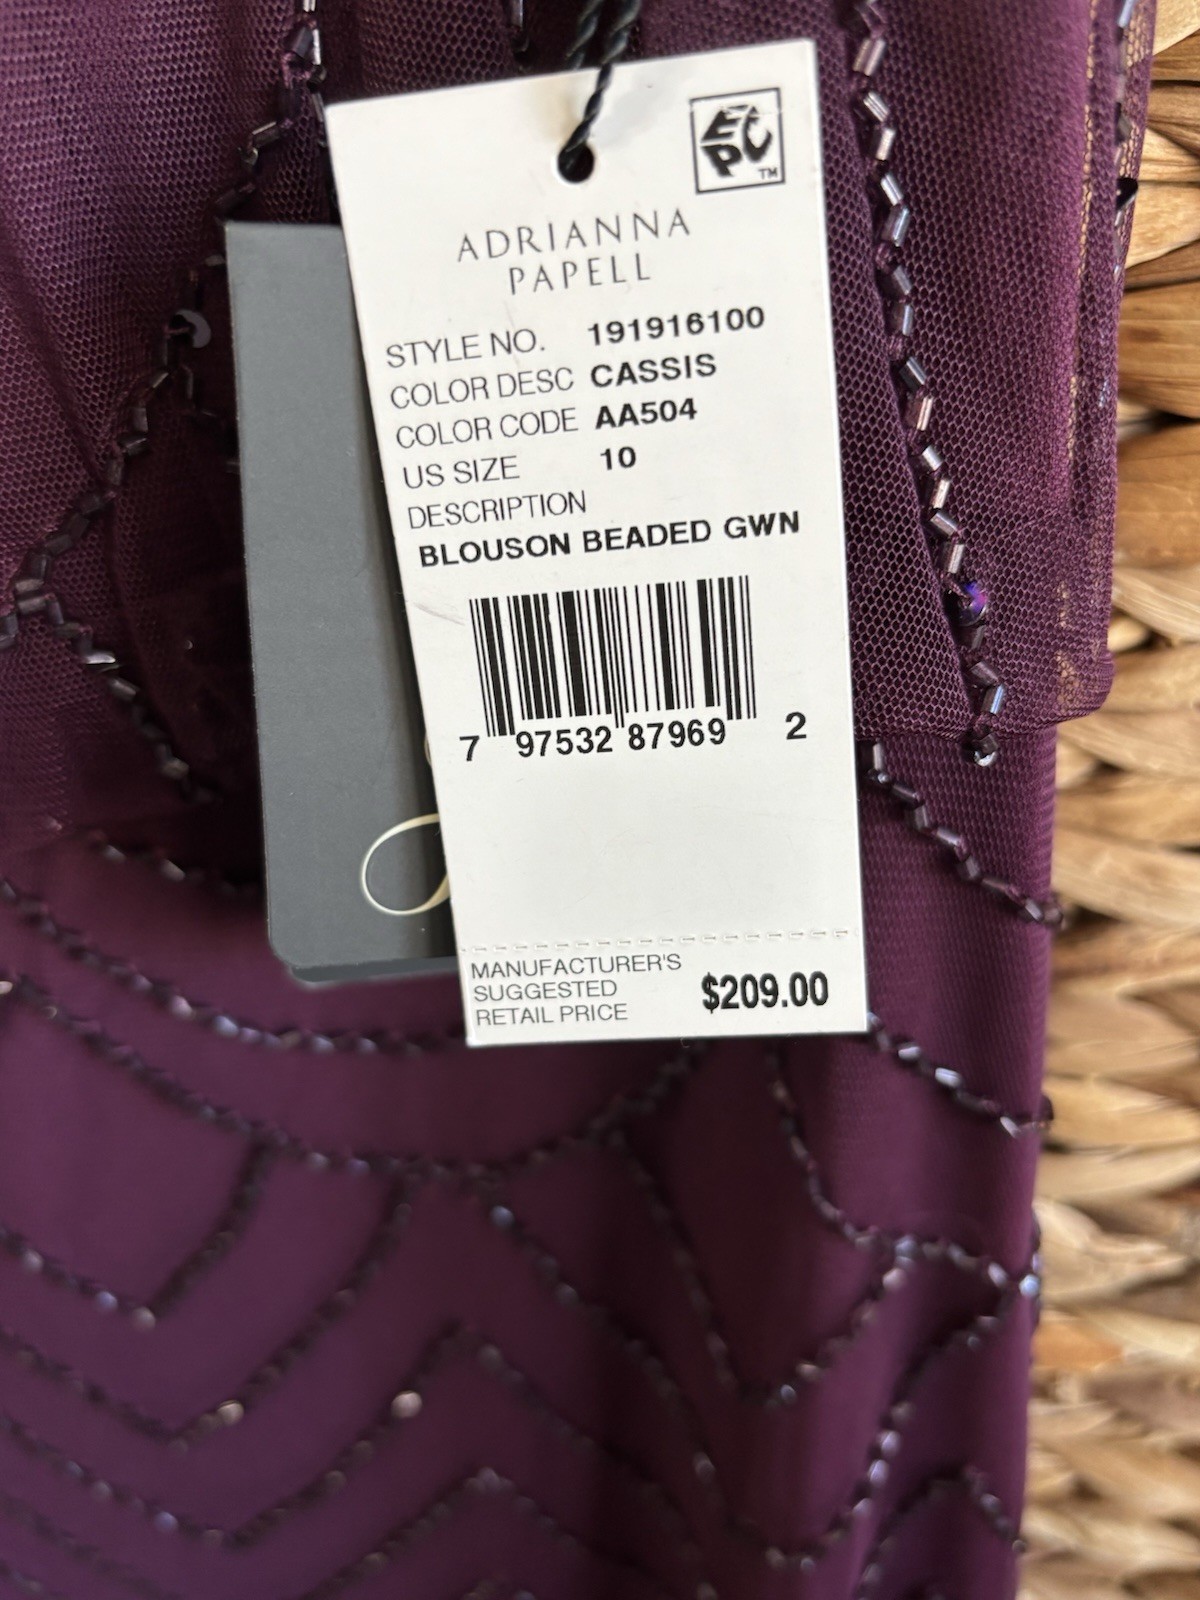 EPC
TM
ADRIANNA
PAPELL
STYLE NO. 191916100
COLOR DESC CASSIS
COLOR CODE AA504
US SIZE 10
DESCRIPTION
BLOUSON BEADED GWN
7 97532 87969 2
MANUFACTURER'S
SUGGESTED
RETAIL PRICE $209.00